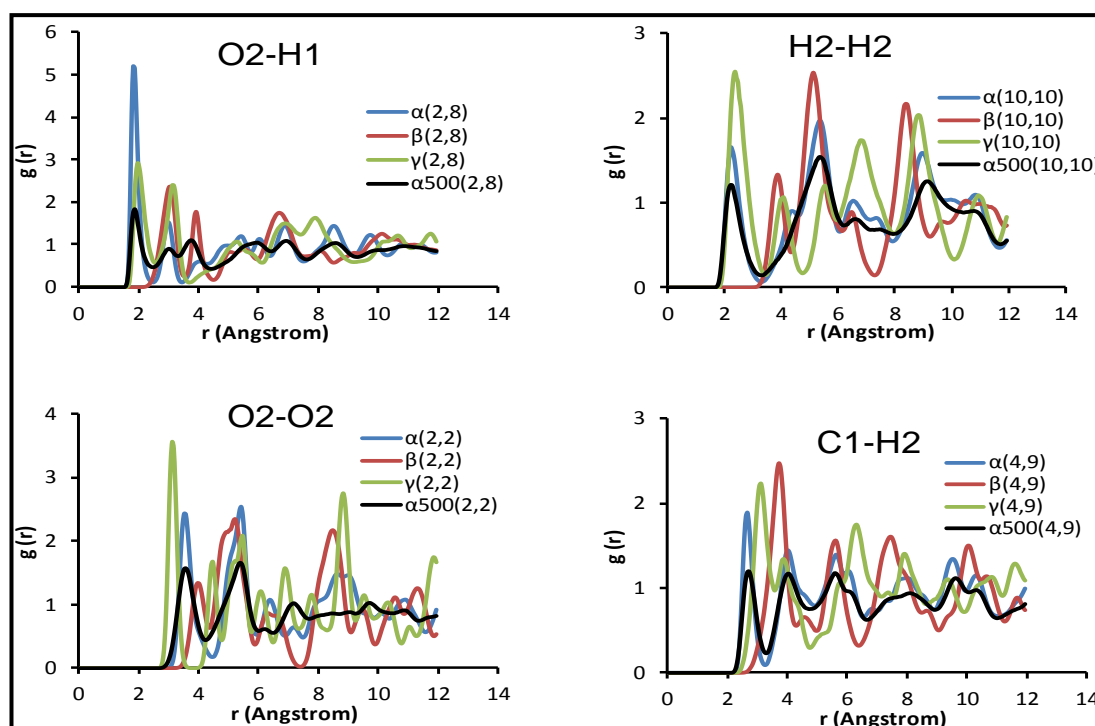 O2-H1
g (r)
6
5
4
3
2
1
0
0 2 4 6 8 10 12 14
r (Angstrom)
α(2,8)
β(2,8)
γ(2,8)
α500(2,8)
H2-H2
g (r)
3
2
1
0
0 2 4 6 8 10 12 14
r (Angstrom)
α(10,10)
β(10,10)
γ(10,10)
α500(10,10)
O2-O2
g (r)
4
3
2
1
0
0 2 4 6 8 10 12 14
r (Angstrom)
α(2,2)
β(2,2)
γ(2,2)
α500(2,2)
C1-H2
g (r)
3
2
1
0
0 2 4 6 8 10 12 14
r (Angstrom)
α(4,9)
β(4,9)
γ(4,9)
α500(4,9)